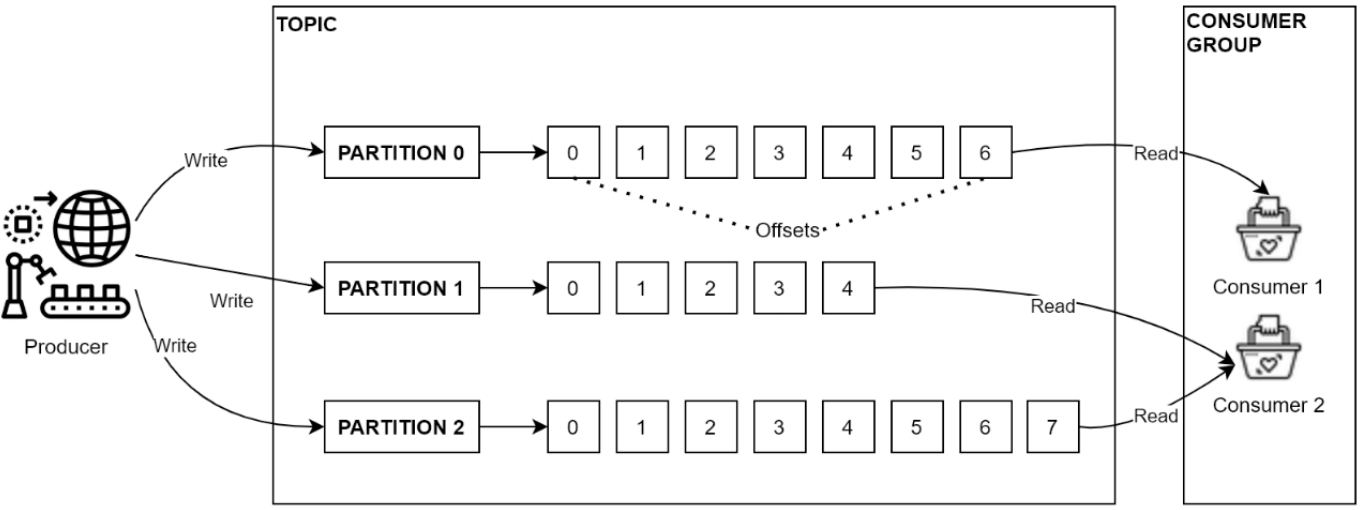 TOPIC
CONSUMER
GROUP
PARTITION 0
0 1 2 3 4 5 6
Write
Read
Offsets
PARTITION 1
0 1 2 3 4
Write
Read
Consumer 1
Producer
Write
PARTITION 2
0 1 2 3 4 5 6 7
Read
Consumer 2